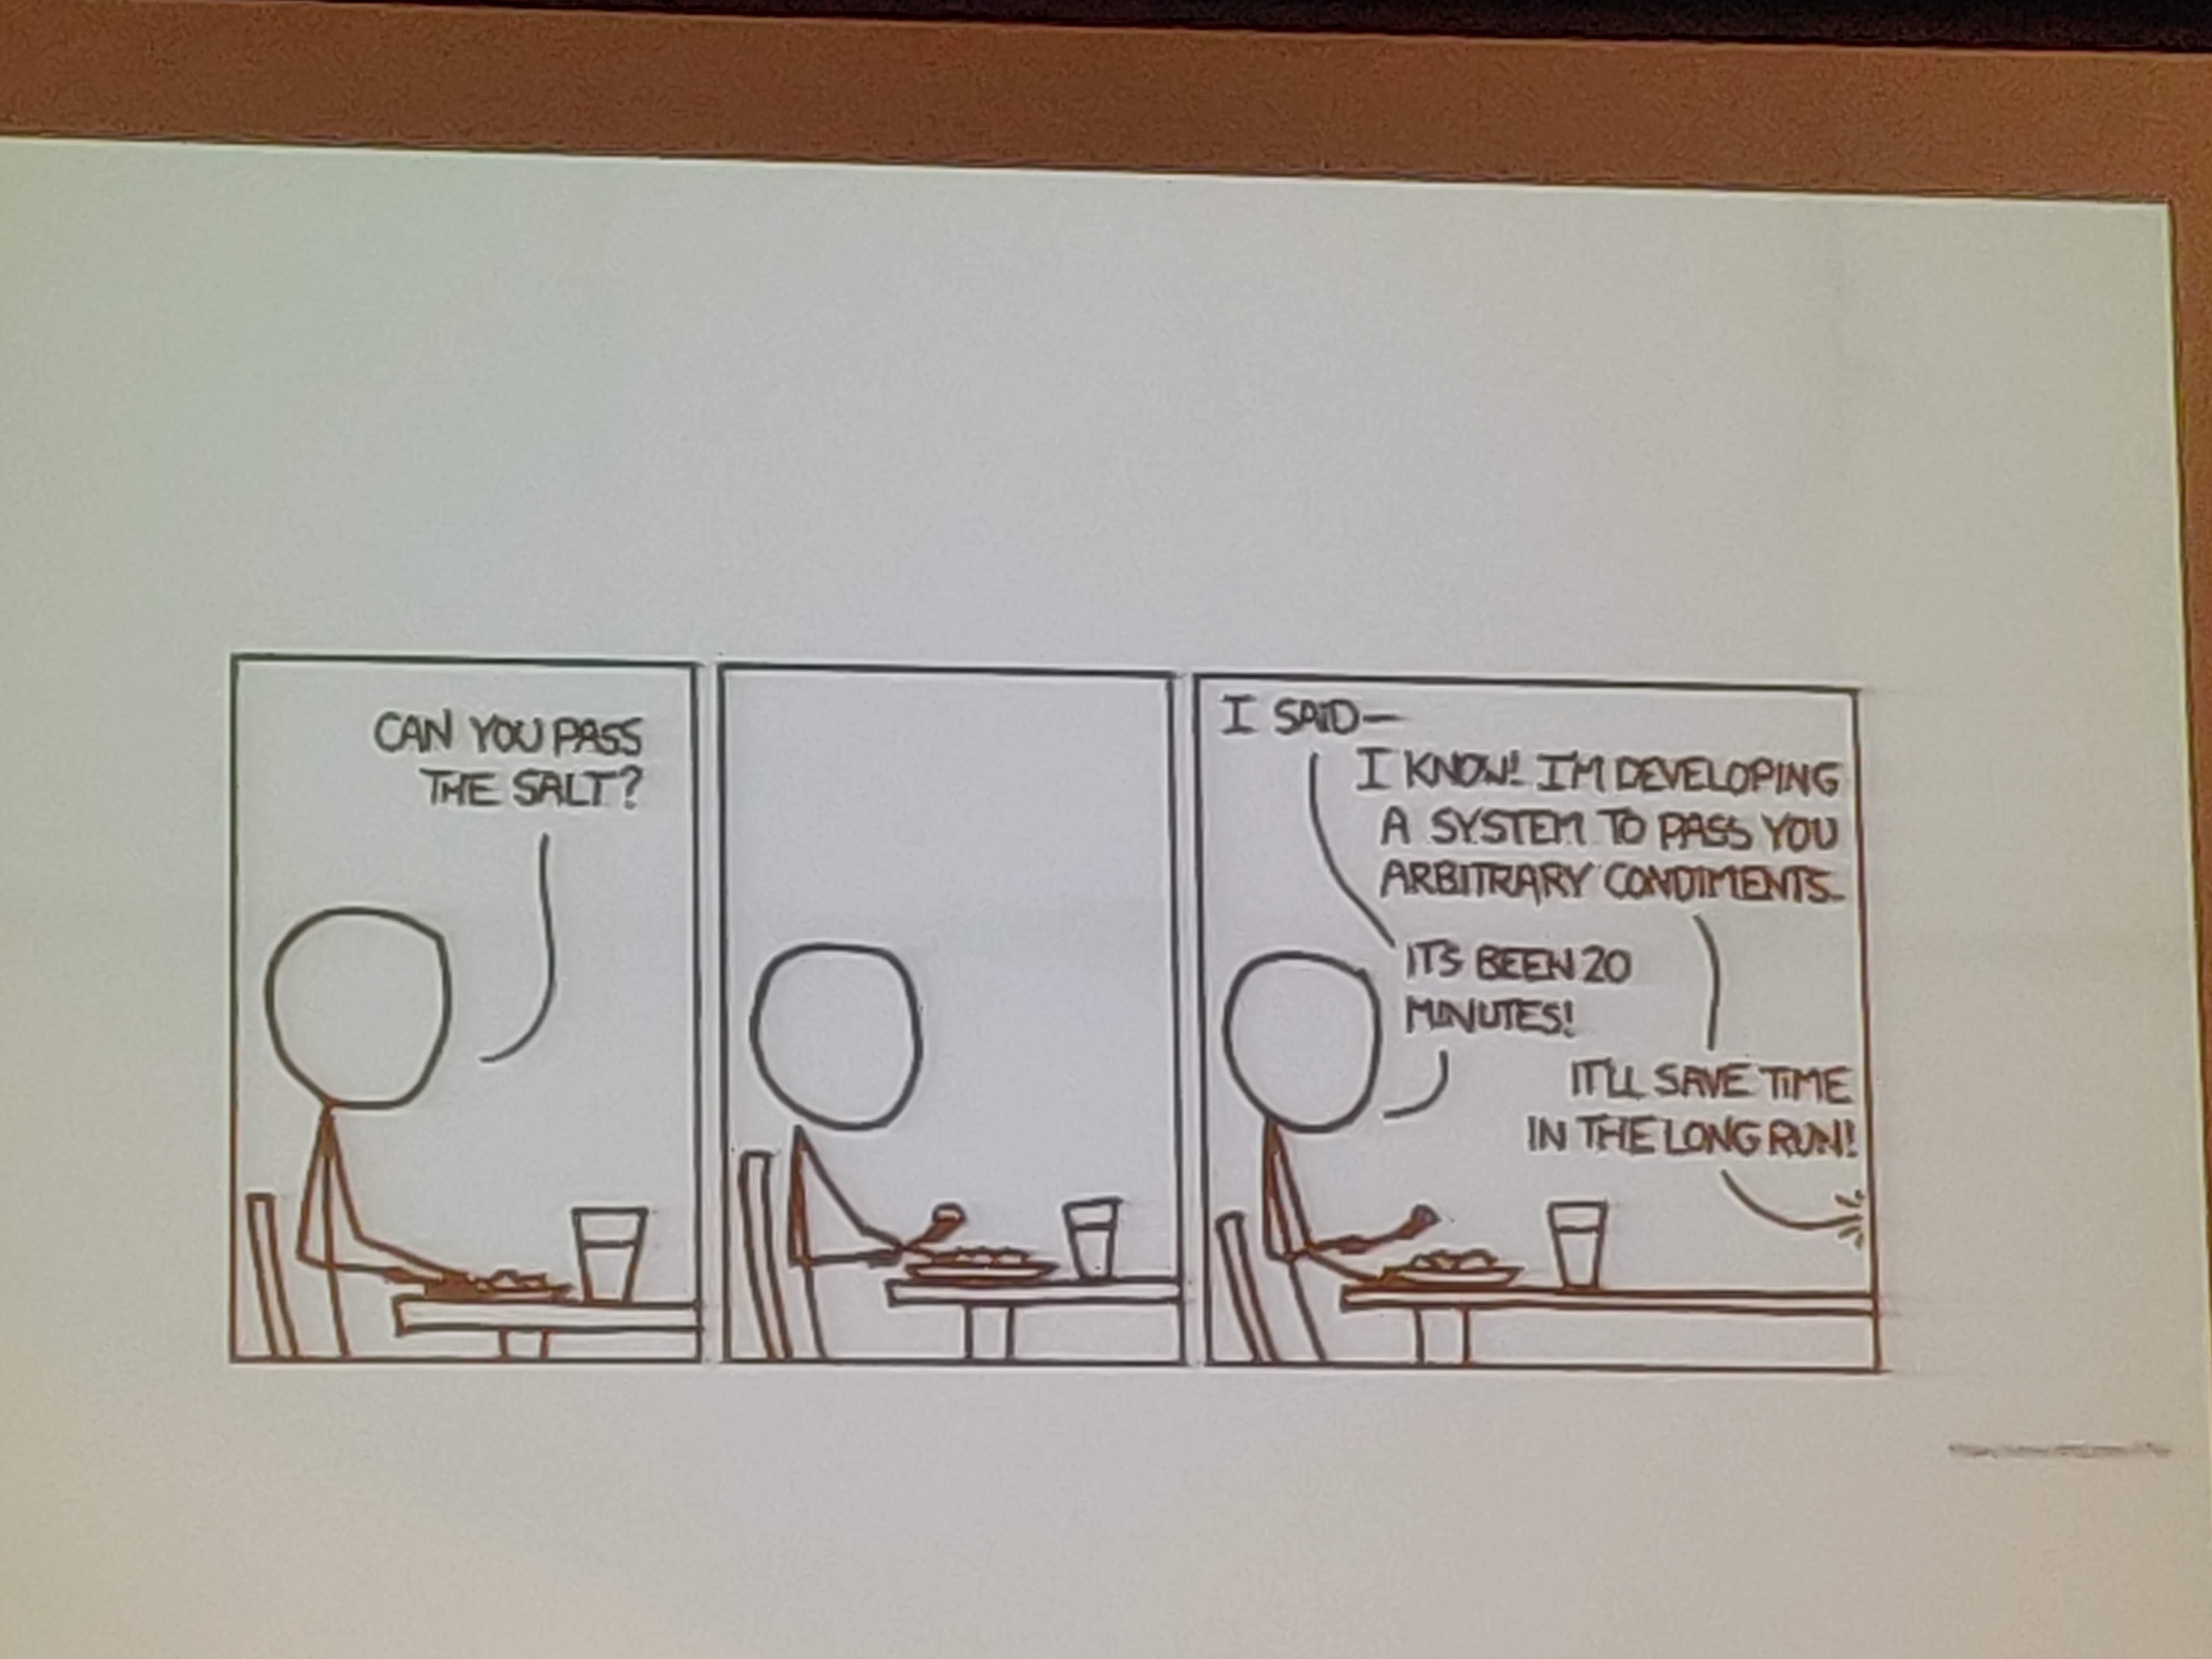 CAN YOU PASS
THE SALT?
I SAID—
I KNOW! I'M DEVELOPING
A SYSTEM TO PASS YOU
ARBITRARY CONDIMENTS.
IT'S BEEN 20
MINUTES!
IT'LL SAVE TIME
IN THE LONG RUN!